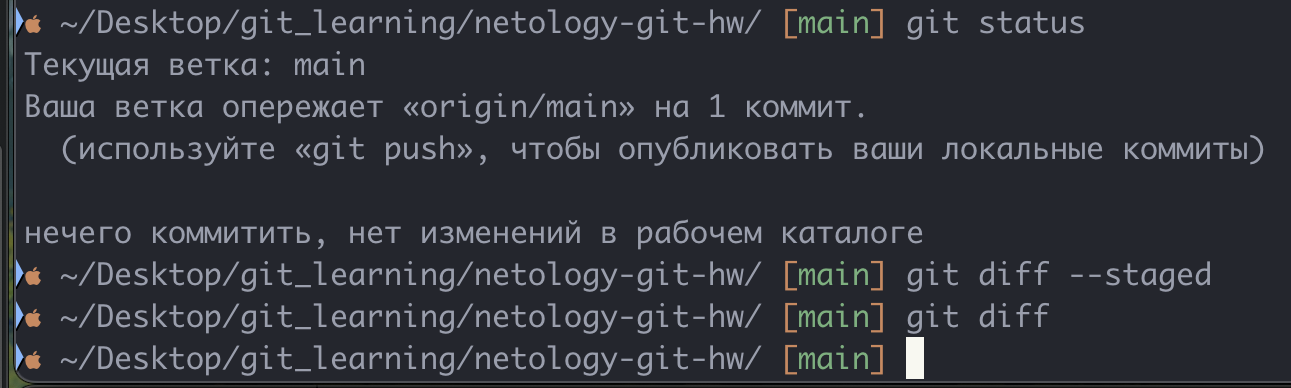 ~/Desktop/git_learning/netology-git-hw/ [main] git status
Текущая ветка: main
Ваша ветка опережает «origin/main» на 1 коммит.
(используйте «git push», чтобы опубликовать ваши локальные коммиты)
нечего коммитить, нет изменений в рабочем каталоге
~/Desktop/git_learning/netology-git-hw/ [main] git diff --staged
~/Desktop/git_learning/netology-git-hw/ [main] git diff
~/Desktop/git_learning/netology-git-hw/ [main]